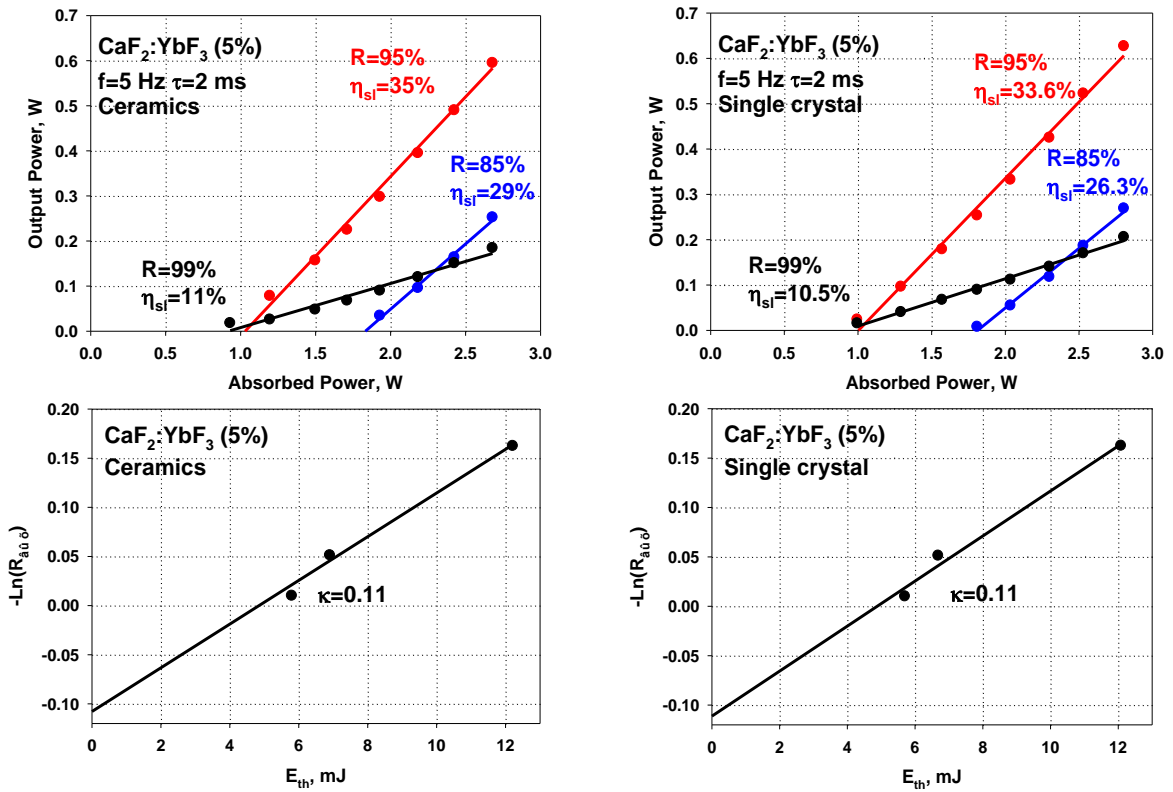 CaF2:YbF3 (5%)
f=5 Hz τ=2 ms
Ceramics
R=95%
ηsl=35%
R=85%
ηsl=29%
R=99%
ηsl=11%
Output Power, W
0.7
0.6
0.5
0.4
0.3
0.2
0.1
0.0
0.0 0.5 1.0 1.5 2.0 2.5 3.0
Absorbed Power, W
CaF2:YbF3 (5%)
f=5 Hz τ=2 ms
Single crystal
R=95%
ηsl=33.6%
R=85%
ηsl=26.3%
R=99%
ηsl=10.5%
Output Power, W
0.7
0.6
0.5
0.4
0.3
0.2
0.1
0.0
0.0 0.5 1.0 1.5 2.0 2.5 3.0
Absorbed Power, W
CaF2:YbF3 (5%)
Ceramics
κ=0.11
-Ln(Râû õ)
0.20
0.15
0.10
0.05
0.00
-0.05
-0.10
0 2 4 6 8 10 12
Eth, mJ
CaF2:YbF3 (5%)
Single crystal
κ=0.11
-Ln(Râû õ)
0.20
0.15
0.10
0.05
0.00
-0.05
-0.10
0 2 4 6 8 10 12
Eth, mJ